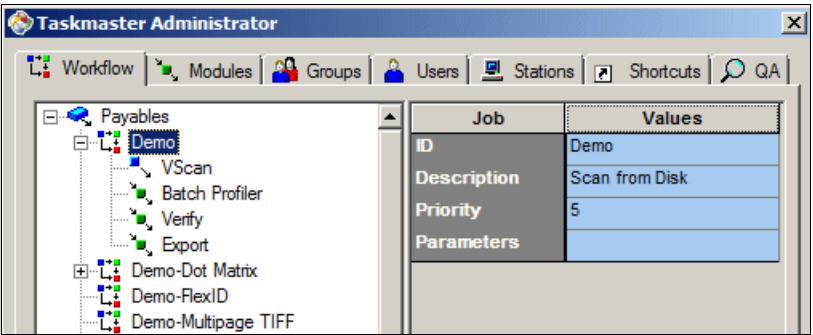 Taskmaster Administrator
Workflow Modules Groups Users Stations Shortcuts QA
Payables
Demo
VScan
Batch Profiler
Verify
Export
Demo-Dot Matrix
Demo-FlexID
Demo-Multipage TIFF
Job Values
ID Demo
Description Scan from Disk
Priority 5
Parameters